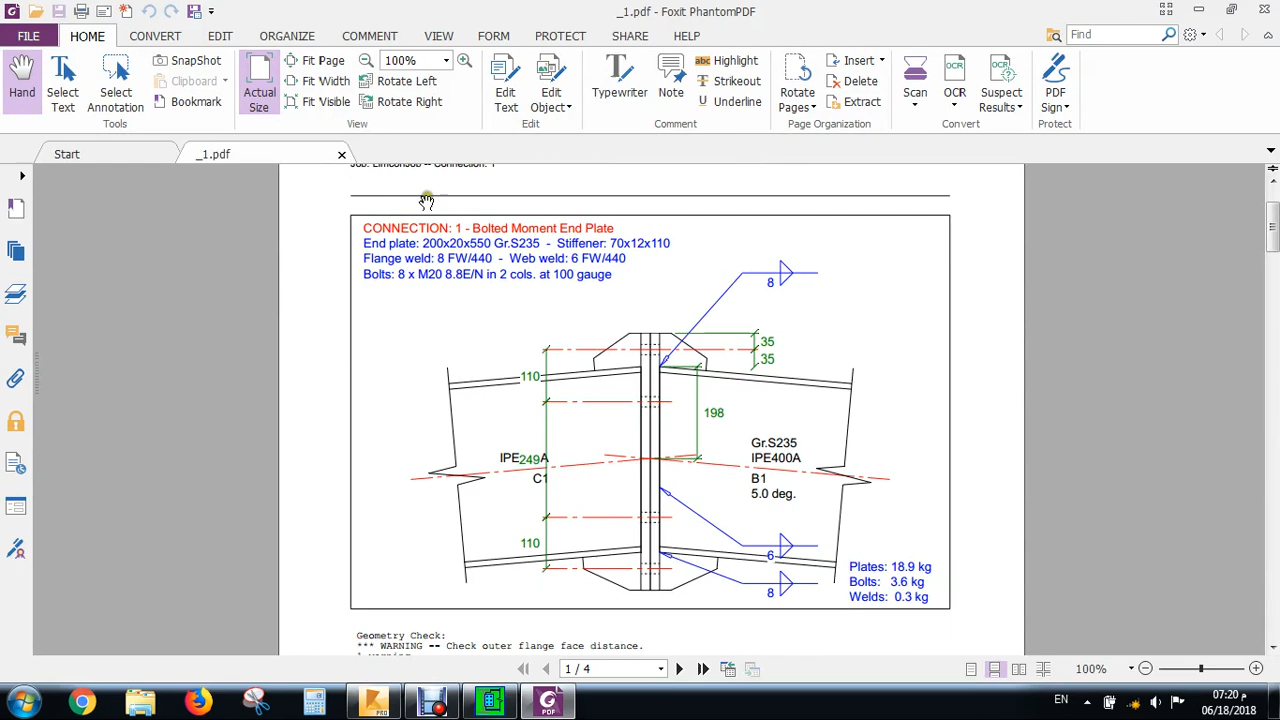 _1.pdf - Foxit PhantomPDF
FILE HOME CONVERT EDIT ORGANIZE COMMENT VIEW FORM PROTECT SHARE HELP
Find
Hand
Select Text
Select Annotation
SnapShot
Clipboard
Bookmark
Tools
Actual Size
Fit Page
Fit Width
Fit Visible
100%
Rotate Left
Rotate Right
View
Edit Text
Edit Object
Edit
Typewriter
Note
Highlight
Strikeout
Underline
Comment
Rotate Pages
Insert
Delete
Extract
Page Organization
Scan
OCR
Suspect Results
Convert
PDF Sign
Protect
Start
_1.pdf
Job: LimconJob -- Connection: 1
CONNECTION: 1 - Bolted Moment End Plate
End plate: 200x20x550 Gr.S235 - Stiffener: 70x12x110
Flange weld: 8 FW/440 - Web weld: 6 FW/440
Bolts: 8 x M20 8.8E/N in 2 cols. at 100 gauge
8
35
35
110
198
Gr.S235
IPE400A
IPE
249
A
C1
B1
5.0 deg.
110
6
8
Plates: 18.9 kg
Bolts: 3.6 kg
Welds: 0.3 kg
Geometry Check:
*** WARNING -- Check outer flange face distance.
1 / 4
100%
EN
07:20 م
06/18/2018